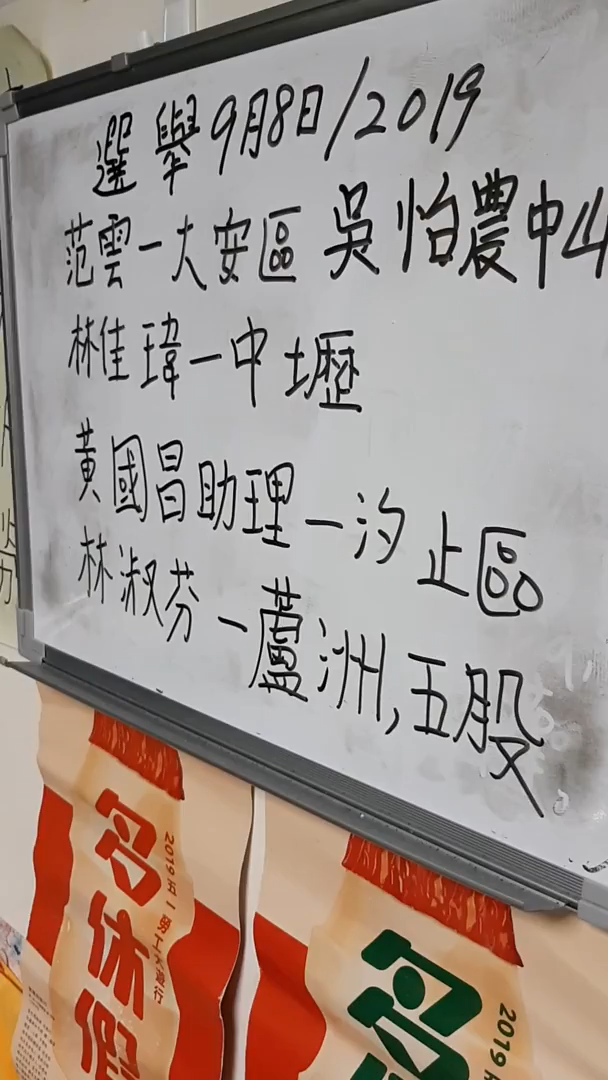 選舉9月8日/2019
范雲一大安區 吳怡農中山
林佳瑋一中壢
黃國昌助理一汐止區
林淑芬一蘆洲,五股
多休假
2019五一勞工大遊行
多
2019